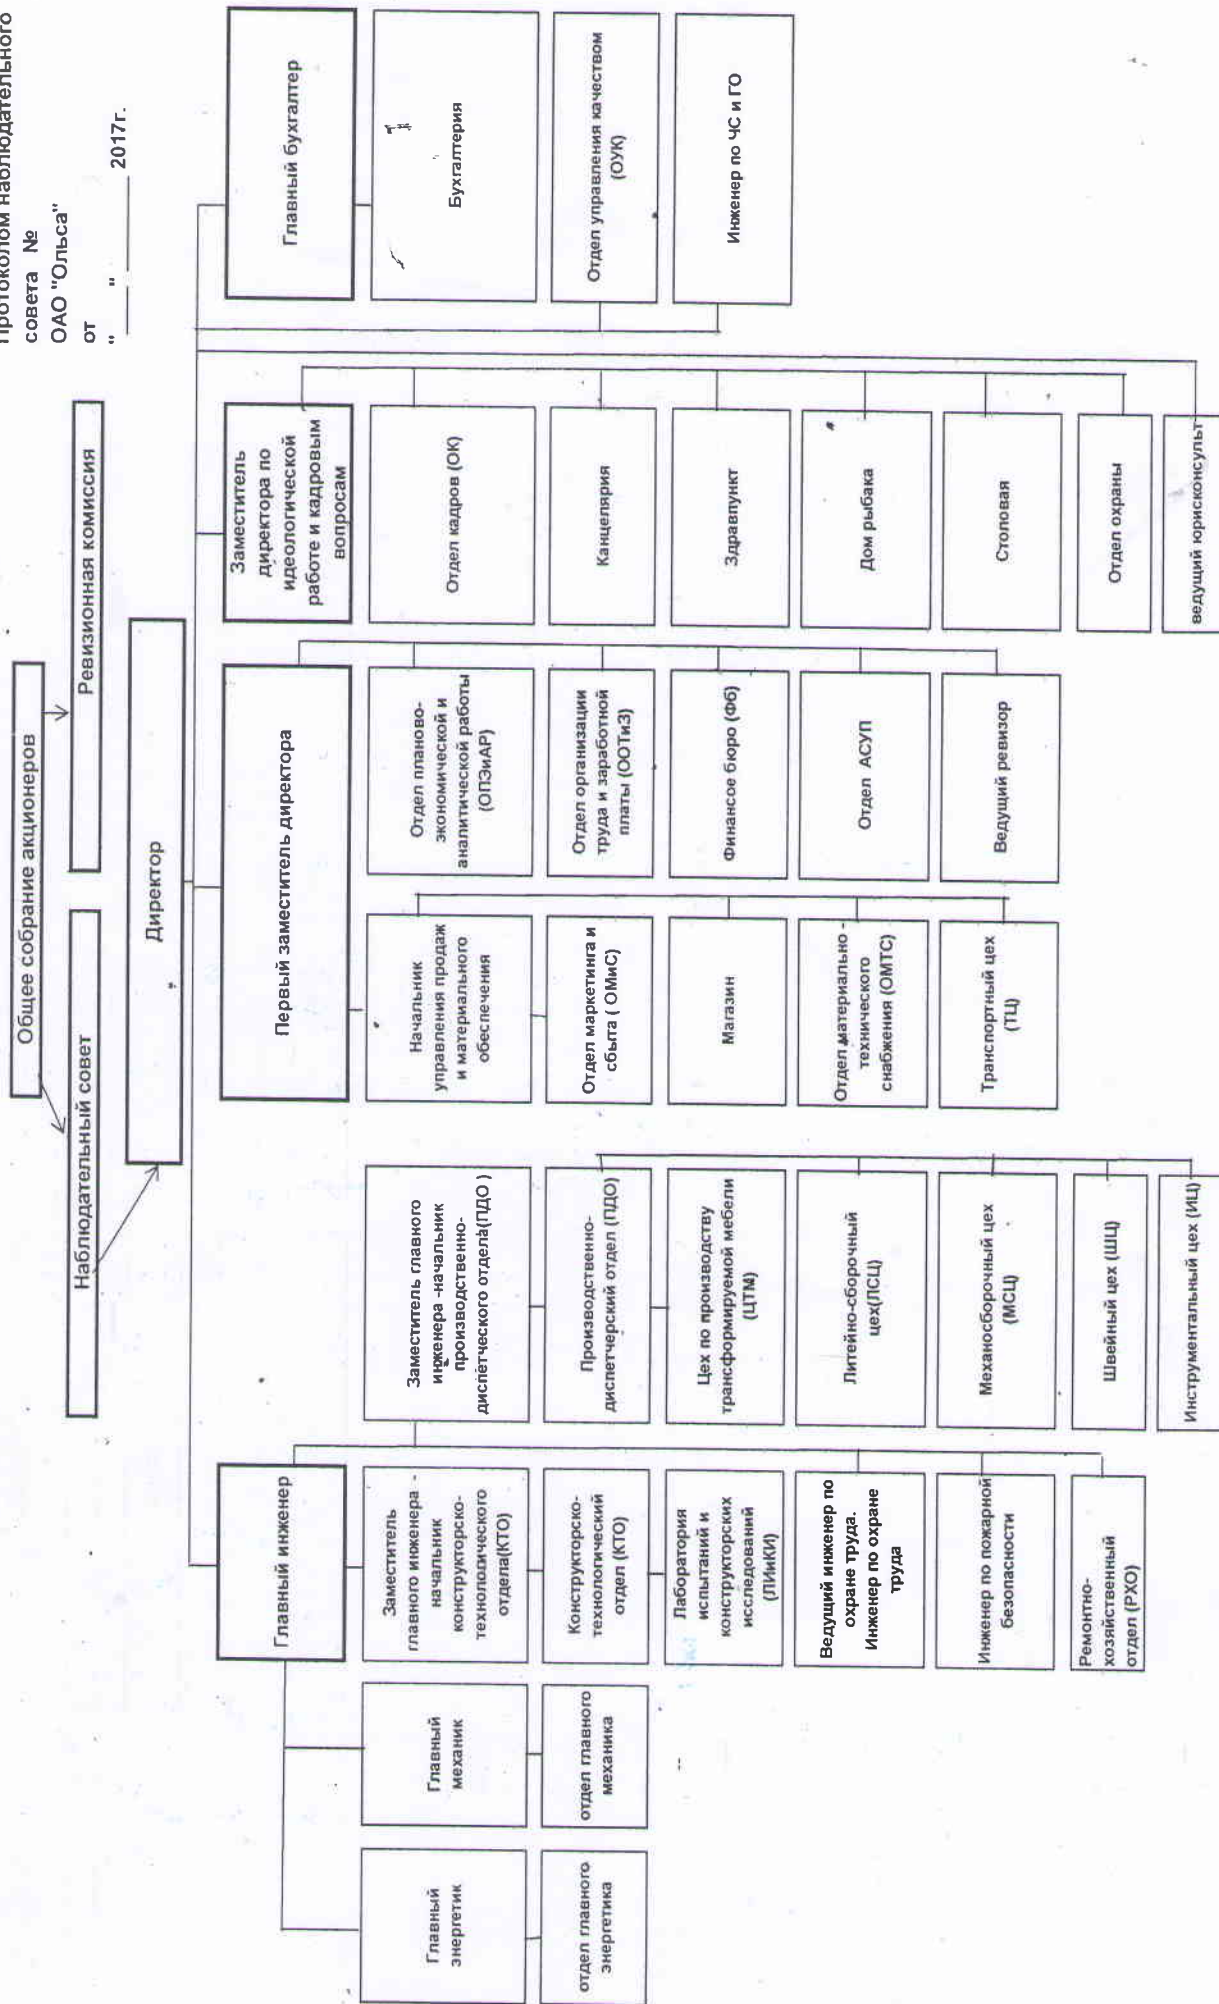 Протоколом наблюдательного
совета №
ОАО "Ольса"
от
" " 2017г.
Общее собрание акционеров
Наблюдательный совет
Ревизионная комиссия
Директор
Главный инженер
Первый заместитель директора
Заместитель
директора по
идеологической
работе и кадровым
вопросам
Главный бухгалтер
Главный
энергетик
отдел главного
энергетика
Главный
механик
отдел главного
механика
Заместитель
главного инженера -
начальник
конструкторско-
технологического
отдела(КТО)
Конструкторско-
технологический
отдел (КТО)
Лаборатория
испытаний и
конструкторских
исследований
(ЛИиКИ)
Ведущий инженер по
охране труда.
Инженер по охране
труда
Инженер по пожарной
безопасности
Ремонтно-
хозяйственный
отдел (РХО)
Заместитель главного
инженера -начальник
производственно-
диспетческого отдела(ПДО )
Производственно-
диспетчерский отдел (ПДО)
Цех по производству
трансформируемой мебели
(ЦТМ)
Литейно-сборочный
цех(ЛСЦ)
Механосборочный цех
(МСЦ)
Швейный цех (ШЦ)
Инструментальный цех (ИЦ)
Начальник
управления продаж
и материального
обеспечения
Отдел маркетинга и
сбыта ( ОМиС)
Магазин
Отдел материально -
технического
снабжения (ОМТС)
Транспортный цех
(ТЦ)
Отдел планово-
экономической и
аналитической работы
(ОПЭиАР)
Отдел организации
труда и заработной
платы (ООТиЗ)
Финансое бюро (Фб)
Отдел АСУП
Ведущий ревизор
Отдел кадров (ОК)
Канцелярия
Здравпункт
Дом рыбака
Столовая
Отдел охраны
ведущий юрисконсульт
Бухгалтерия
Отдел управления качеством
(ОУК)
Инженер по ЧС и ГО